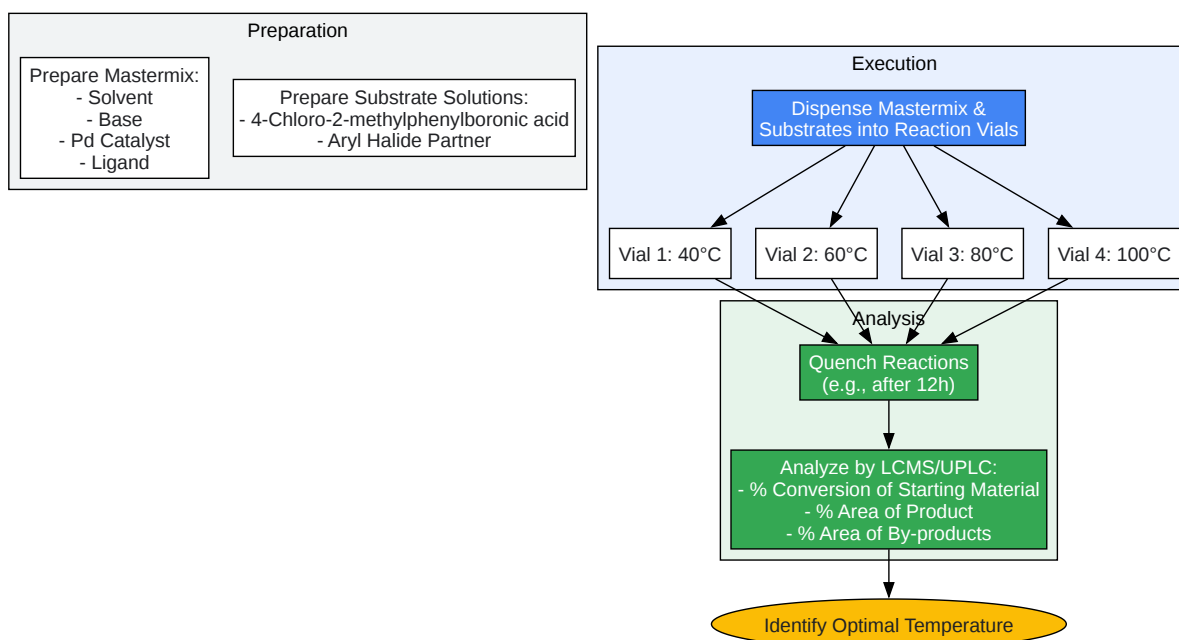 Preparation
Prepare Mastermix:
- Solvent
- Base
- Pd Catalyst
- Ligand
Prepare Substrate Solutions:
- 4-Chloro-2-methylphenylboronic acid
- Aryl Halide Partner
Execution
Dispense Mastermix &
Substrates into Reaction Vials
Vial 1: 40°C
Vial 2: 60°C
Vial 3: 80°C
Vial 4: 100°C
Analysis
Quench Reactions
(e.g., after 12h)
Analyze by LCMS/UPLC:
- % Conversion of Starting Material
- % Area of Product
- % Area of By-products
Identify Optimal Temperature